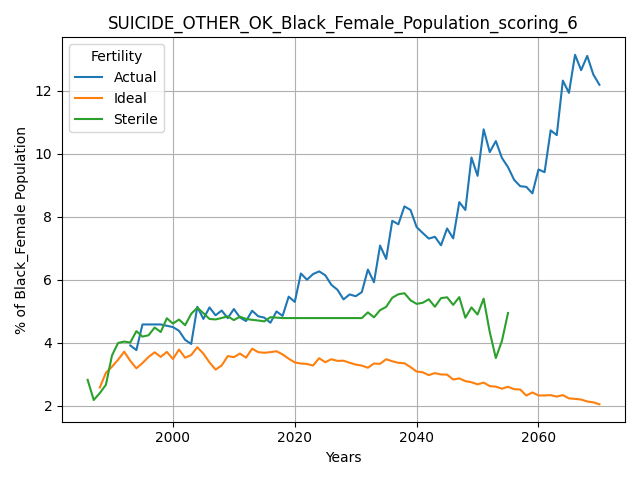 SUICIDE_OTHER_OK_Black_Female_Population_scoring_6
Fertility
Actual
Ideal
Sterile
% of Black_Female Population
12
10
8
6
4
2
2000
2020
2040
2060
Years